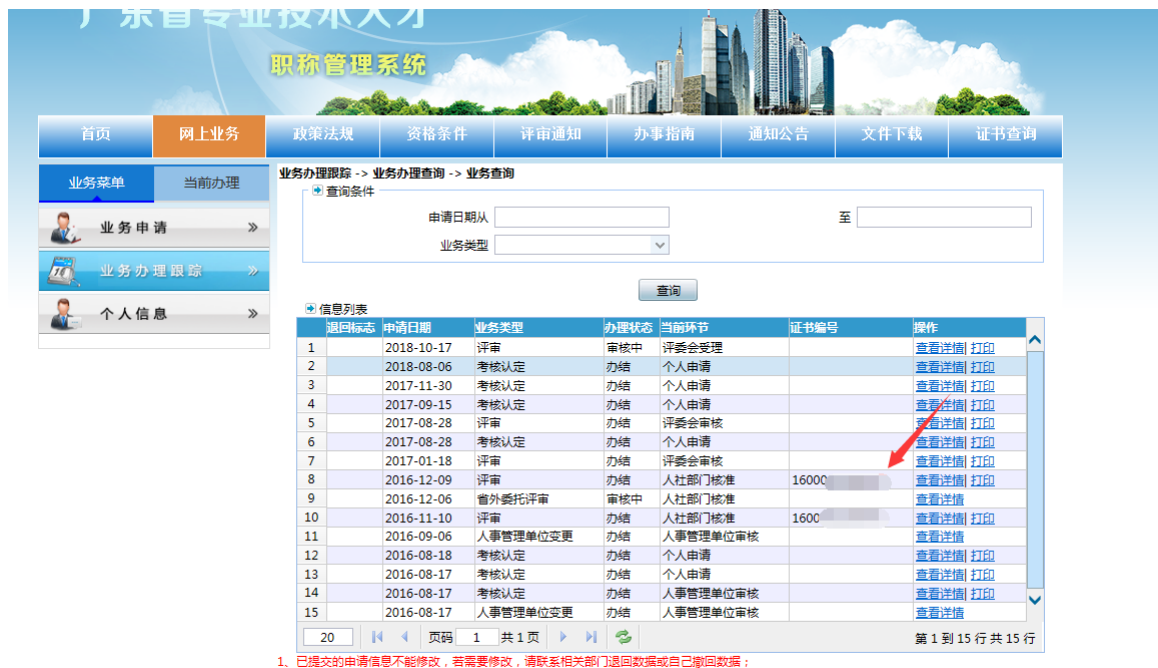 广东省专业技术人才
职称管理系统
首页 网上业务 政策法规 资格条件 评审通知 办事指南 通知公告 文件下载 证书查询
业务菜单 当前办理
业务办理跟踪 -> 业务办理查询 -> 业务查询
查询条件
业务申请 »
申请日期从 至
业务类型
业务办理跟踪 »
查询
个人信息 »
信息列表
退回标志 申请日期 业务类型 办理状态 当前环节 证书编号 操作
1 2018-10-17 评审 审核中 评委会受理 查看详情| 打印
2 2018-08-06 考核认定 办结 个人申请 查看详情| 打印
3 2017-11-30 考核认定 办结 个人申请 查看详情| 打印
4 2017-09-15 考核认定 办结 个人申请 查看详情| 打印
5 2017-08-28 评审 办结 评委会审核 查看详情| 打印
6 2017-08-28 考核认定 办结 个人申请 查看详情| 打印
7 2017-01-18 评审 办结 评委会审核 查看详情| 打印
8 2016-12-09 评审 办结 人社部门核准 16000 查看详情| 打印
9 2016-12-06 省外委托评审 审核中 人社部门核准 查看详情
10 2016-11-10 评审 办结 人社部门核准 1600 查看详情| 打印
11 2016-09-06 人事管理单位变更 办结 人事管理单位审核 查看详情
12 2016-08-18 考核认定 办结 个人申请 查看详情| 打印
13 2016-08-17 考核认定 办结 个人申请 查看详情| 打印
14 2016-08-17 考核认定 办结 人事管理单位审核 查看详情| 打印
15 2016-08-17 人事管理单位变更 办结 人事管理单位审核 查看详情
20 页码 1 共 1 页 第 1 到 15 行 共 15 行
1、已提交的申请信息不能修改，若需要修改，请联系相关部门退回数据或自己撤回数据；